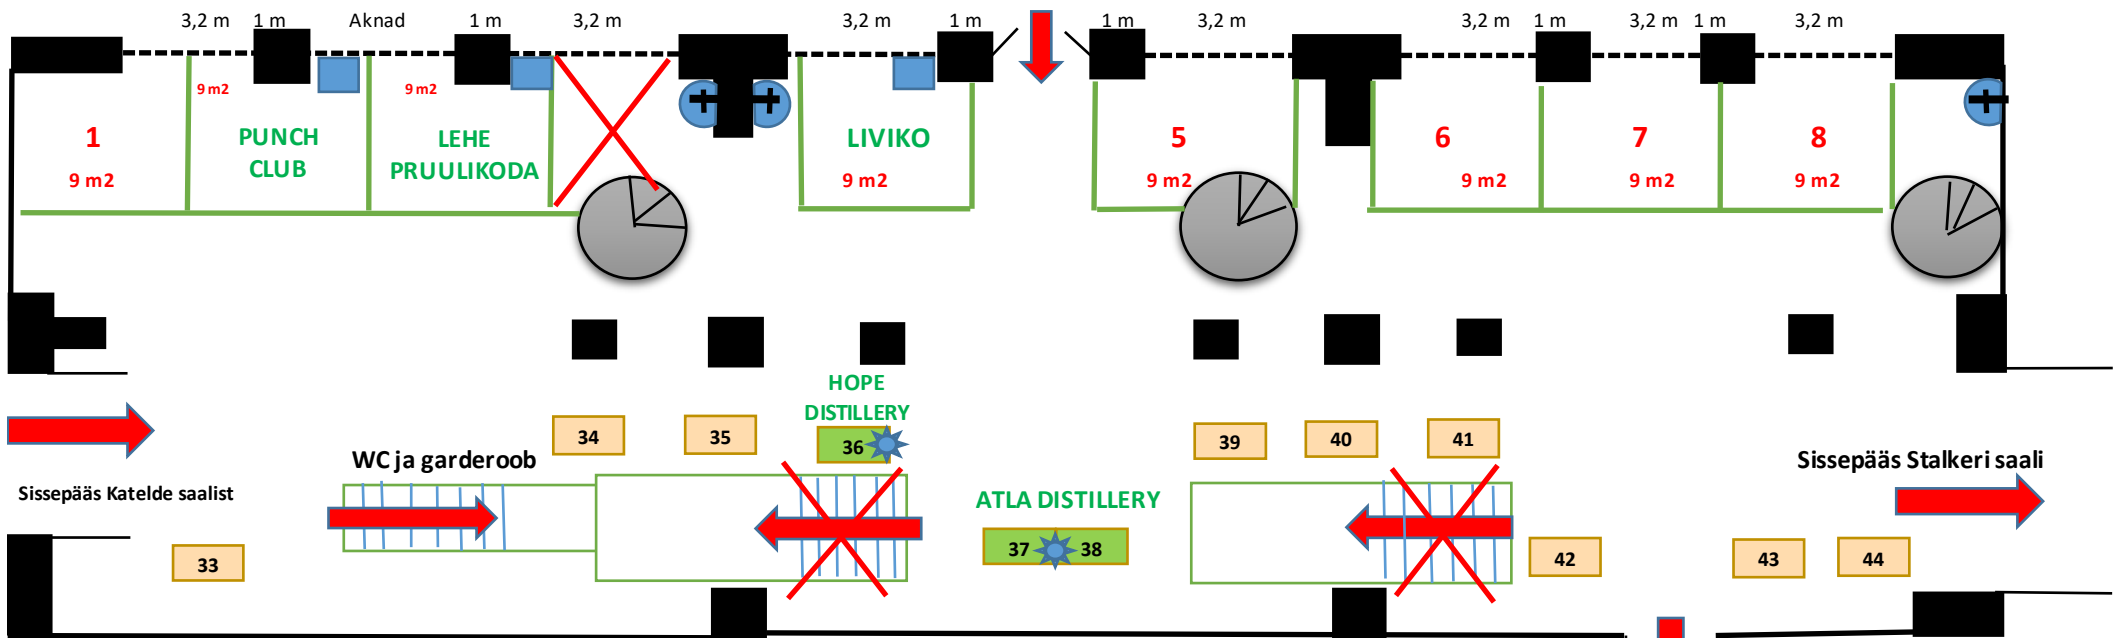 3,2 m 1 m Aknad 1 m 3,2 m 3,2 m 1 m 1 m 3,2 m 3,2 m 1 m 3,2 m 1 m 3,2 m
9 m2 9 m2
1 PUNCH LEHE LIVIKO 5 6 7 8
CLUB PRUULIKODA
9 m2 9 m2 9 m2 9 m2 9 m2 9 m2
HOPE
DISTILLERY
34 35 36 39 40 41
WC ja garderoob Sissepääs Stalkeri saali
Sissepääs Katelde saalist ATLA DISTILLERY
37 38
33 42 43 44